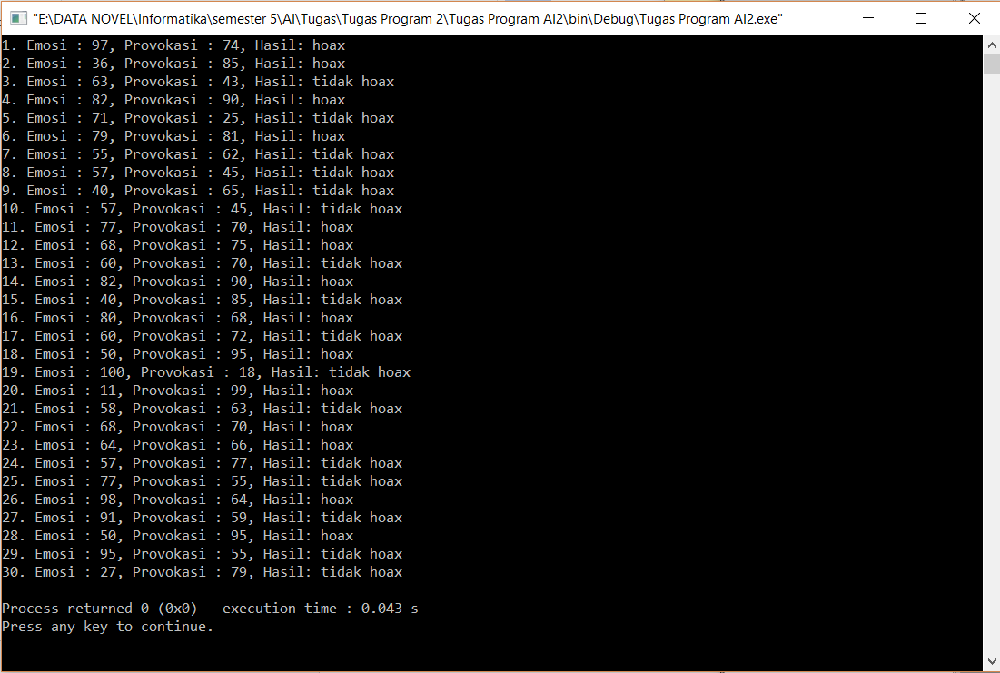 "E:\DATA NOVEL\Informatika\semester 5\AI\Tugas\Tugas Program 2\Tugas Program AI2\bin\Debug\Tugas Program AI2.exe"
1. Emosi : 97, Provokasi : 74, Hasil: hoax
2. Emosi : 36, Provokasi : 85, Hasil: hoax
3. Emosi : 63, Provokasi : 43, Hasil: tidak hoax
4. Emosi : 82, Provokasi : 90, Hasil: hoax
5. Emosi : 71, Provokasi : 25, Hasil: tidak hoax
6. Emosi : 79, Provokasi : 81, Hasil: hoax
7. Emosi : 55, Provokasi : 62, Hasil: tidak hoax
8. Emosi : 57, Provokasi : 45, Hasil: tidak hoax
9. Emosi : 40, Provokasi : 65, Hasil: tidak hoax
10. Emosi : 57, Provokasi : 45, Hasil: tidak hoax
11. Emosi : 77, Provokasi : 70, Hasil: hoax
12. Emosi : 68, Provokasi : 75, Hasil: hoax
13. Emosi : 60, Provokasi : 70, Hasil: tidak hoax
14. Emosi : 82, Provokasi : 90, Hasil: hoax
15. Emosi : 40, Provokasi : 85, Hasil: tidak hoax
16. Emosi : 80, Provokasi : 68, Hasil: hoax
17. Emosi : 60, Provokasi : 72, Hasil: tidak hoax
18. Emosi : 50, Provokasi : 95, Hasil: hoax
19. Emosi : 100, Provokasi : 18, Hasil: tidak hoax
20. Emosi : 11, Provokasi : 99, Hasil: hoax
21. Emosi : 58, Provokasi : 63, Hasil: tidak hoax
22. Emosi : 68, Provokasi : 70, Hasil: hoax
23. Emosi : 64, Provokasi : 66, Hasil: hoax
24. Emosi : 57, Provokasi : 77, Hasil: tidak hoax
25. Emosi : 77, Provokasi : 55, Hasil: tidak hoax
26. Emosi : 98, Provokasi : 64, Hasil: hoax
27. Emosi : 91, Provokasi : 59, Hasil: tidak hoax
28. Emosi : 50, Provokasi : 95, Hasil: hoax
29. Emosi : 95, Provokasi : 55, Hasil: tidak hoax
30. Emosi : 27, Provokasi : 79, Hasil: tidak hoax
Process returned 0 (0x0)   execution time : 0.043 s
Press any key to continue.